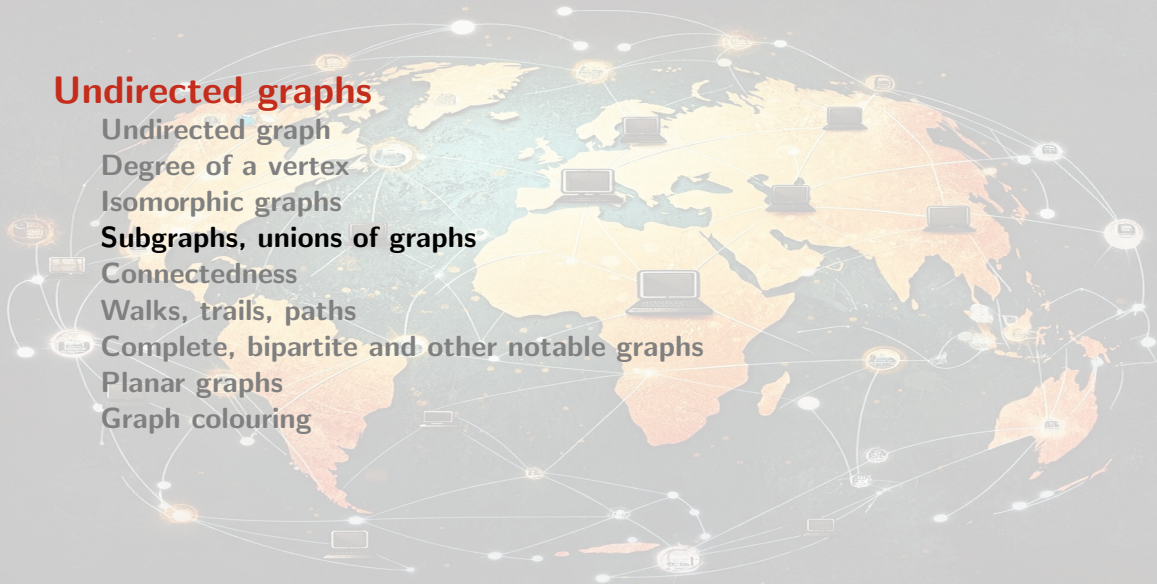 Undirected graphs
Undirected graph
Degree of a vertex
Isomorphic graphs
Subgraphs, unions of graphs
Connectedness
Walks, trails, paths
Complete, bipartite and other notable graphs
Planar graphs
Graph colouring